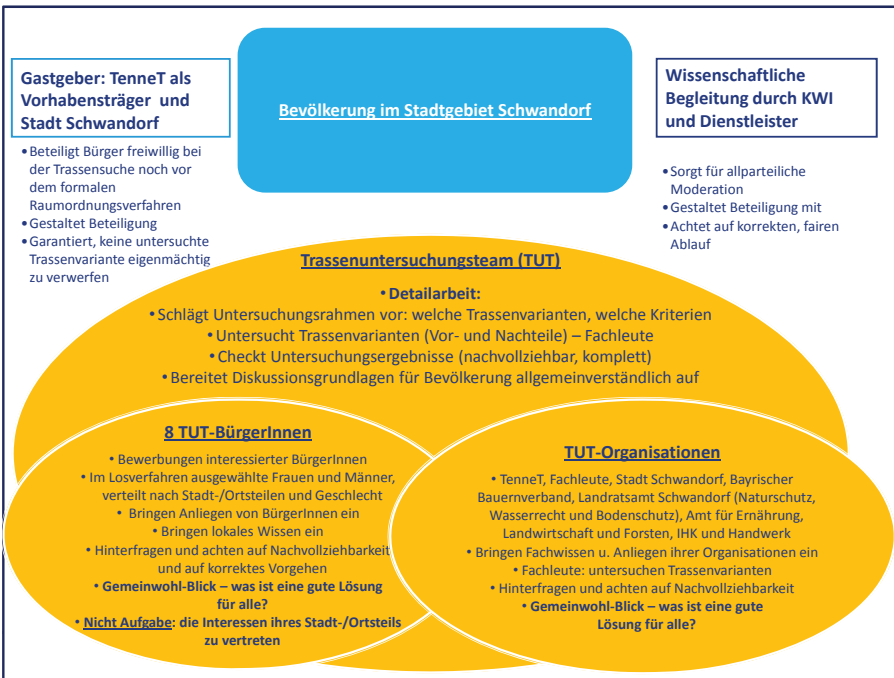 Gastgeber: TenneT als
Vorhabensträger und
Stadt Schwandorf
• Beteiligt Bürger freiwillig bei
der Trassensuche noch vor
dem formalen
Raumordnungsverfahren
• Gestaltet Beteiligung
• Garantiert, keine untersuchte
Trassenvariante eigenmächtig
zu verwerfen
Bevölkerung im Stadtgebiet Schwandorf
Wissenschaftliche
Begleitung durch KWI
und Dienstleister
• Sorgt für allparteiliche
Moderation
• Gestaltet Beteiligung mit
• Achtet auf korrekten, fairen
Ablauf
Trassenuntersuchungsteam (TUT)
• Detailarbeit:
• Schlägt Untersuchungsrahmen vor: welche Trassenvarianten, welche Kriterien
• Untersucht Trassenvarianten (Vor- und Nachteile) – Fachleute
• Checkt Untersuchungsergebnisse (nachvollziehbar, komplett)
• Bereitet Diskussionsgrundlagen für Bevölkerung allgemeinverständlich auf
8 TUT-BürgerInnen
• Bewerbungen interessierter BürgerInnen
• Im Losverfahren ausgewählte Frauen und Männer,
verteilt nach Stadt-/Ortsteilen und Geschlecht
• Bringen Anliegen von BürgerInnen ein
• Bringen lokales Wissen ein
• Hinterfragen und achten auf Nachvollziehbarkeit
und auf korrektes Vorgehen
• Gemeinwohl-Blick – was ist eine gute Lösung
für alle?
• Nicht Aufgabe: die Interessen ihres Stadt-/Ortsteils
zu vertreten
TUT-Organisationen
• TenneT, Fachleute, Stadt Schwandorf, Bayrischer
Bauernverband, Landratsamt Schwandorf (Naturschutz,
Wasserrecht und Bodenschutz), Amt für Ernährung,
Landwirtschaft und Forsten, IHK und Handwerk
• Bringen Fachwissen u. Anliegen ihrer Organisationen ein
• Fachleute: untersuchen Trassenvarianten
• Hinterfragen und achten auf Nachvollziehbarkeit
• Gemeinwohl-Blick – was ist eine gute
Lösung für alle?